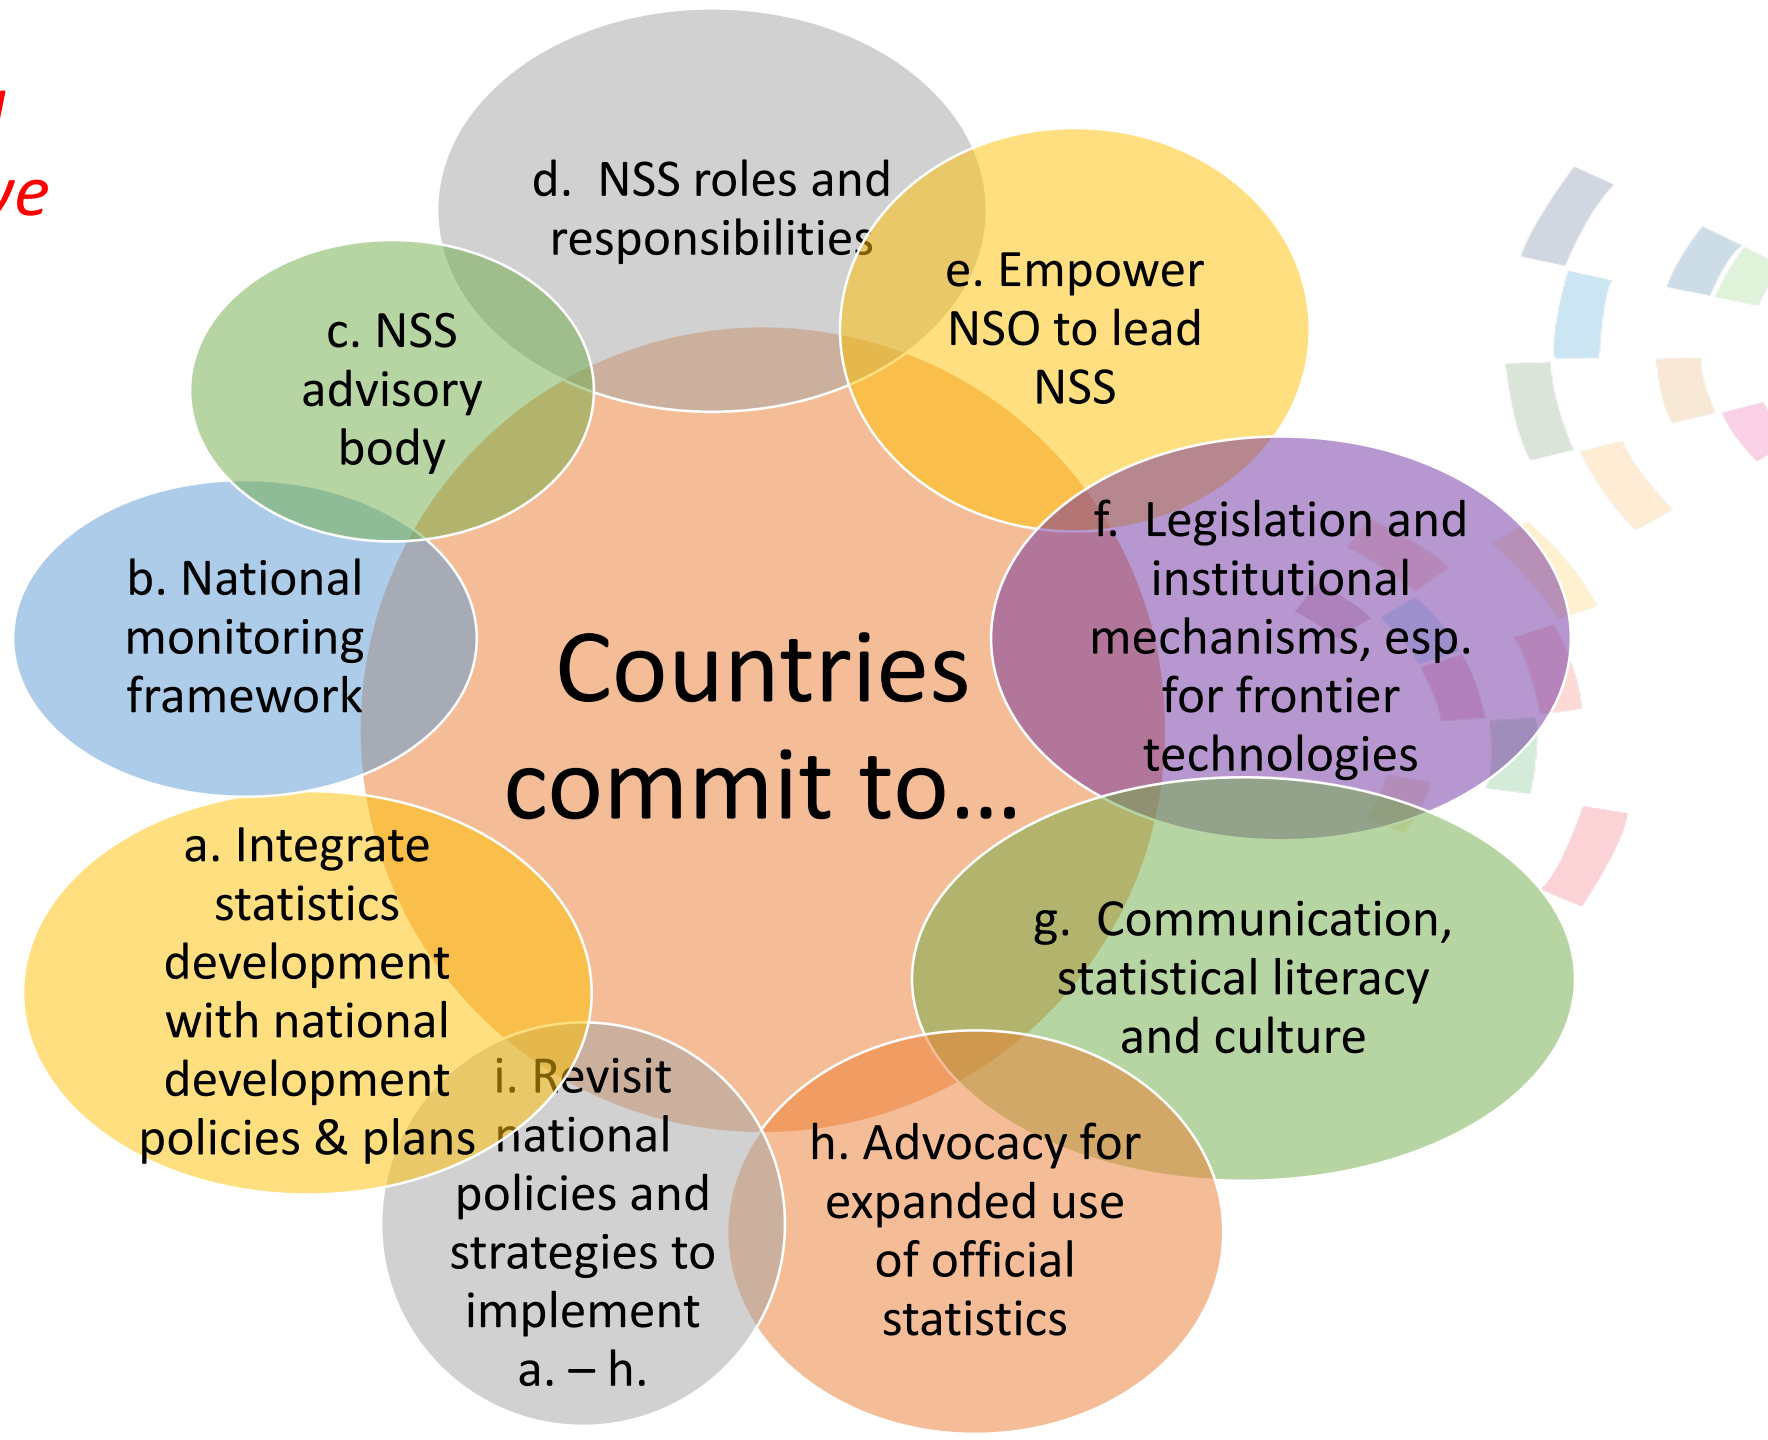 d. NSS roles and
responsibilities
e. Empower
NSO to lead
NSS
c. NSS
advisory
body
f. Legislation and
institutional
mechanisms, esp.
for frontier
technologies
b. National
monitoring
framework
Countries
commit to...
a. Integrate
statistics
development
with national
development
policies & plans
g. Communication,
statistical literacy
and culture
i. Revisit
national
policies and
strategies to
implement
a. – h.
h. Advocacy for
expanded use
of official
statistics